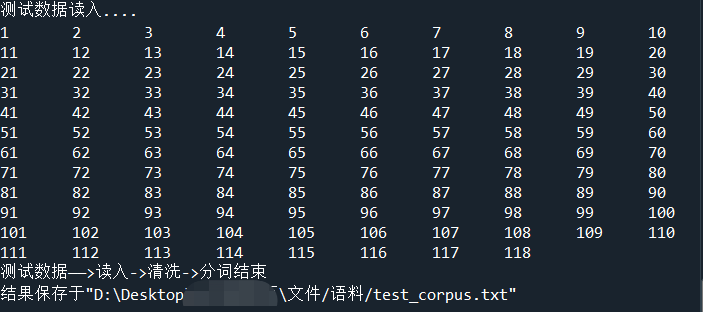 测试数据读入....
1 2 3 4 5 6 7 8 9 10
11 12 13 14 15 16 17 18 19 20
21 22 23 24 25 26 27 28 29 30
31 32 33 34 35 36 37 38 39 40
41 42 43 44 45 46 47 48 49 50
51 52 53 54 55 56 57 58 59 60
61 62 63 64 65 66 67 68 69 70
71 72 73 74 75 76 77 78 79 80
81 82 83 84 85 86 87 88 89 90
91 92 93 94 95 96 97 98 99 100
101 102 103 104 105 106 107 108 109 110
111 112 113 114 115 116 117 118
测试数据——>读入->清洗->分词结束
结果保存于"D:\Desktop\文件/语料/test_corpus.txt"